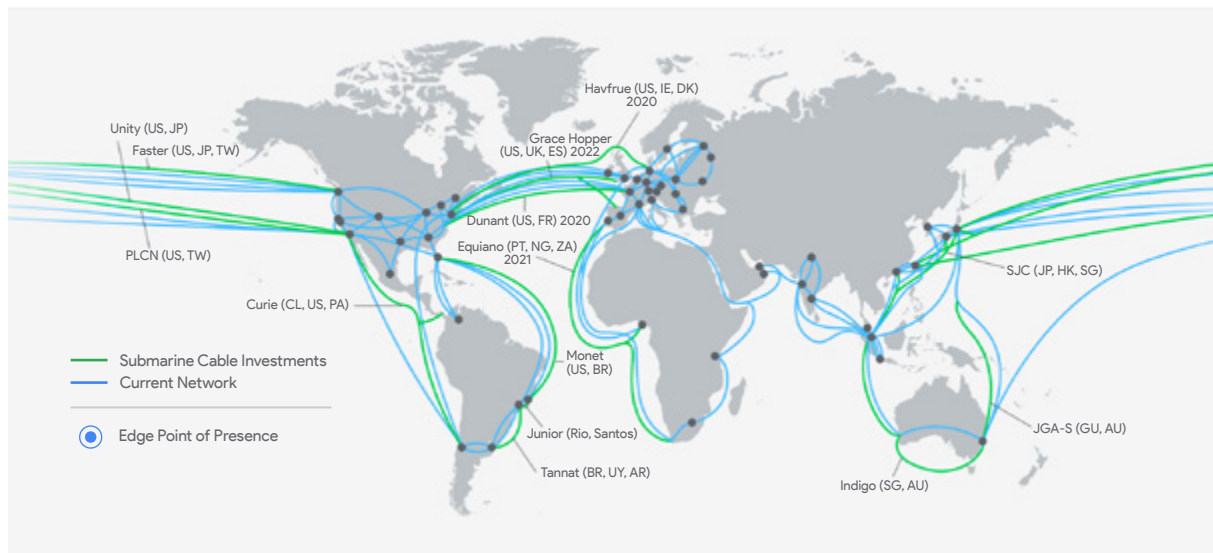 Havfrue (US, IE, DK)
2020
Unity (US, JP)
Faster (US, JP, TW)
Grace Hopper
(US, UK, ES) 2022
Dunant (US, FR) 2020
PLCN (US, TW)
Equiano (PT, NG, ZA)
2021
SJC (JP, HK, SG)
Curie (CL, US, PA)
Submarine Cable Investments
Current Network
Monet
(US, BR)
Edge Point of Presence
Junior (Rio, Santos)
JGA-S (GU, AU)
Tannat (BR, UY, AR)
Indigo (SG, AU)